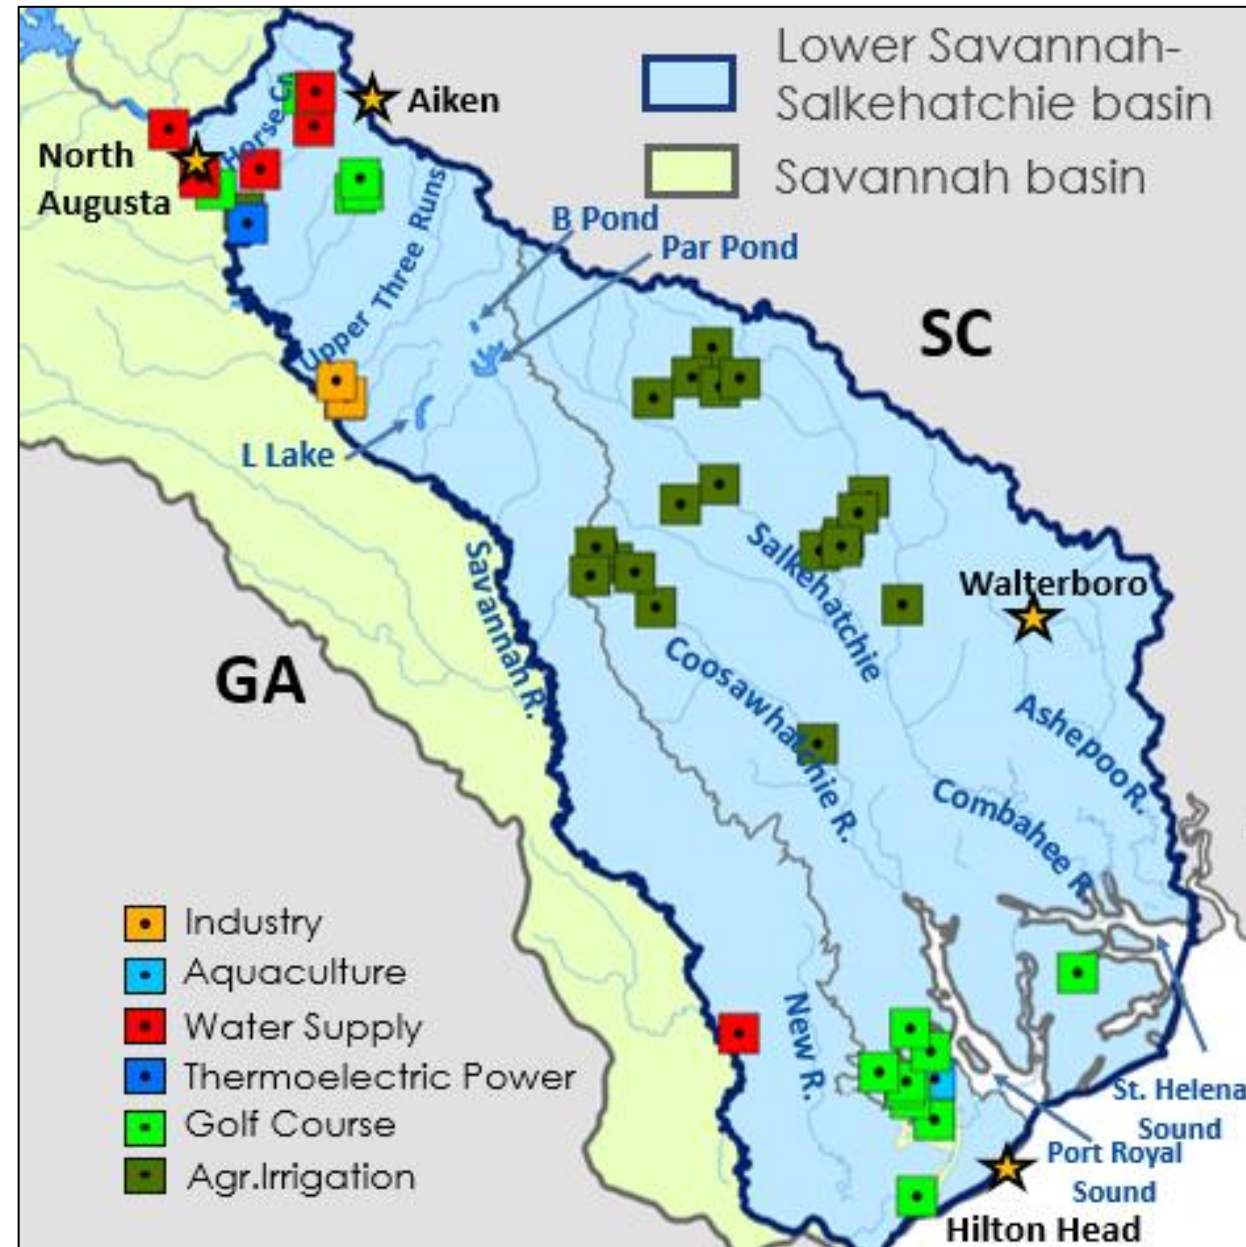 Lower Savannah-
Salkehatchie basin
Savannah basin
Aiken
North
Augusta
Horse Cr
Upper Three Runs
B Pond
Par Pond
SC
L Lake
Savannah R.
GA
Salkehatchie
Walterboro
Coosawhatchie R.
Ashepoo R.
Combahee R.
New R.
St. Helena
Sound
Port Royal
Sound
Hilton Head
Industry
Aquaculture
Water Supply
Thermoelectric Power
Golf Course
Agr.Irrigation